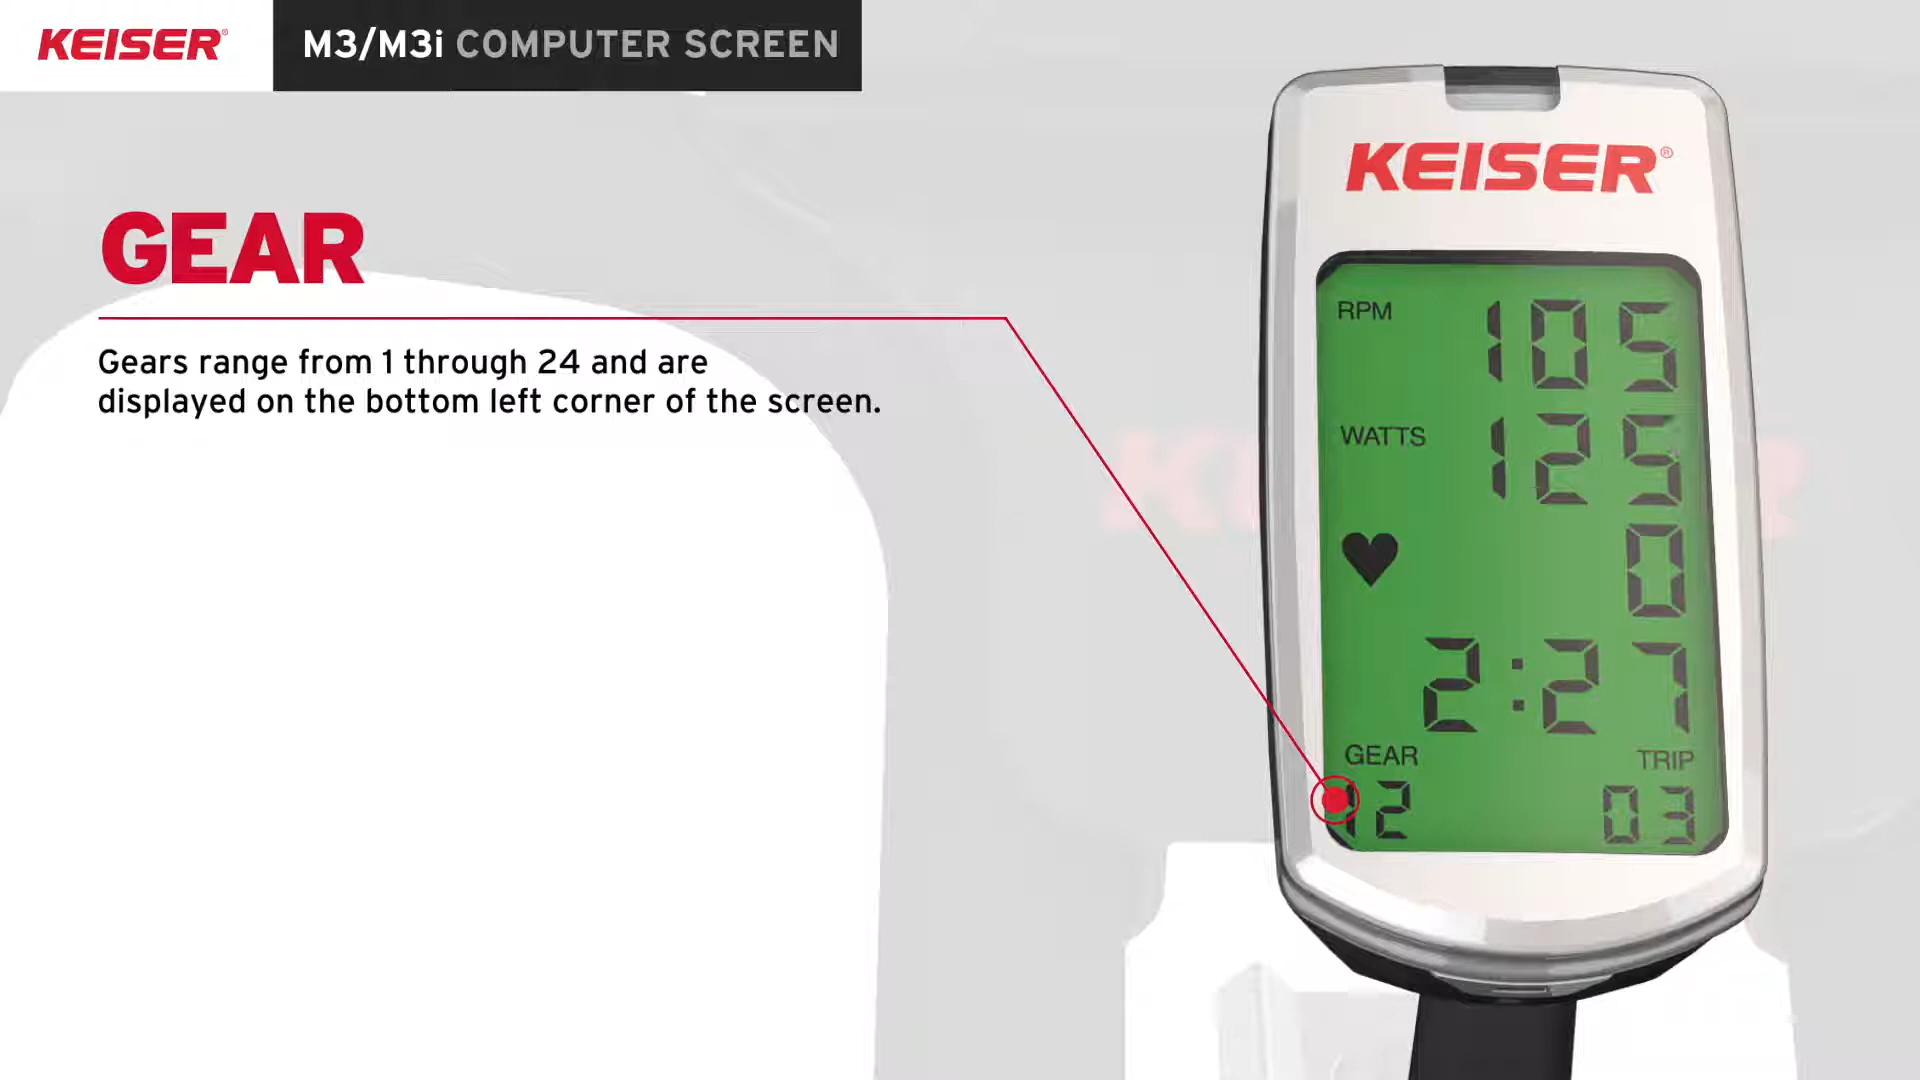 KEISER®
M3/M3i COMPUTER SCREEN
GEAR
Gears range from 1 through 24 and are
displayed on the bottom left corner of the screen.
KEISER®
RPM 105
WATTS 125
0
2:27
GEAR TRIP
12 03